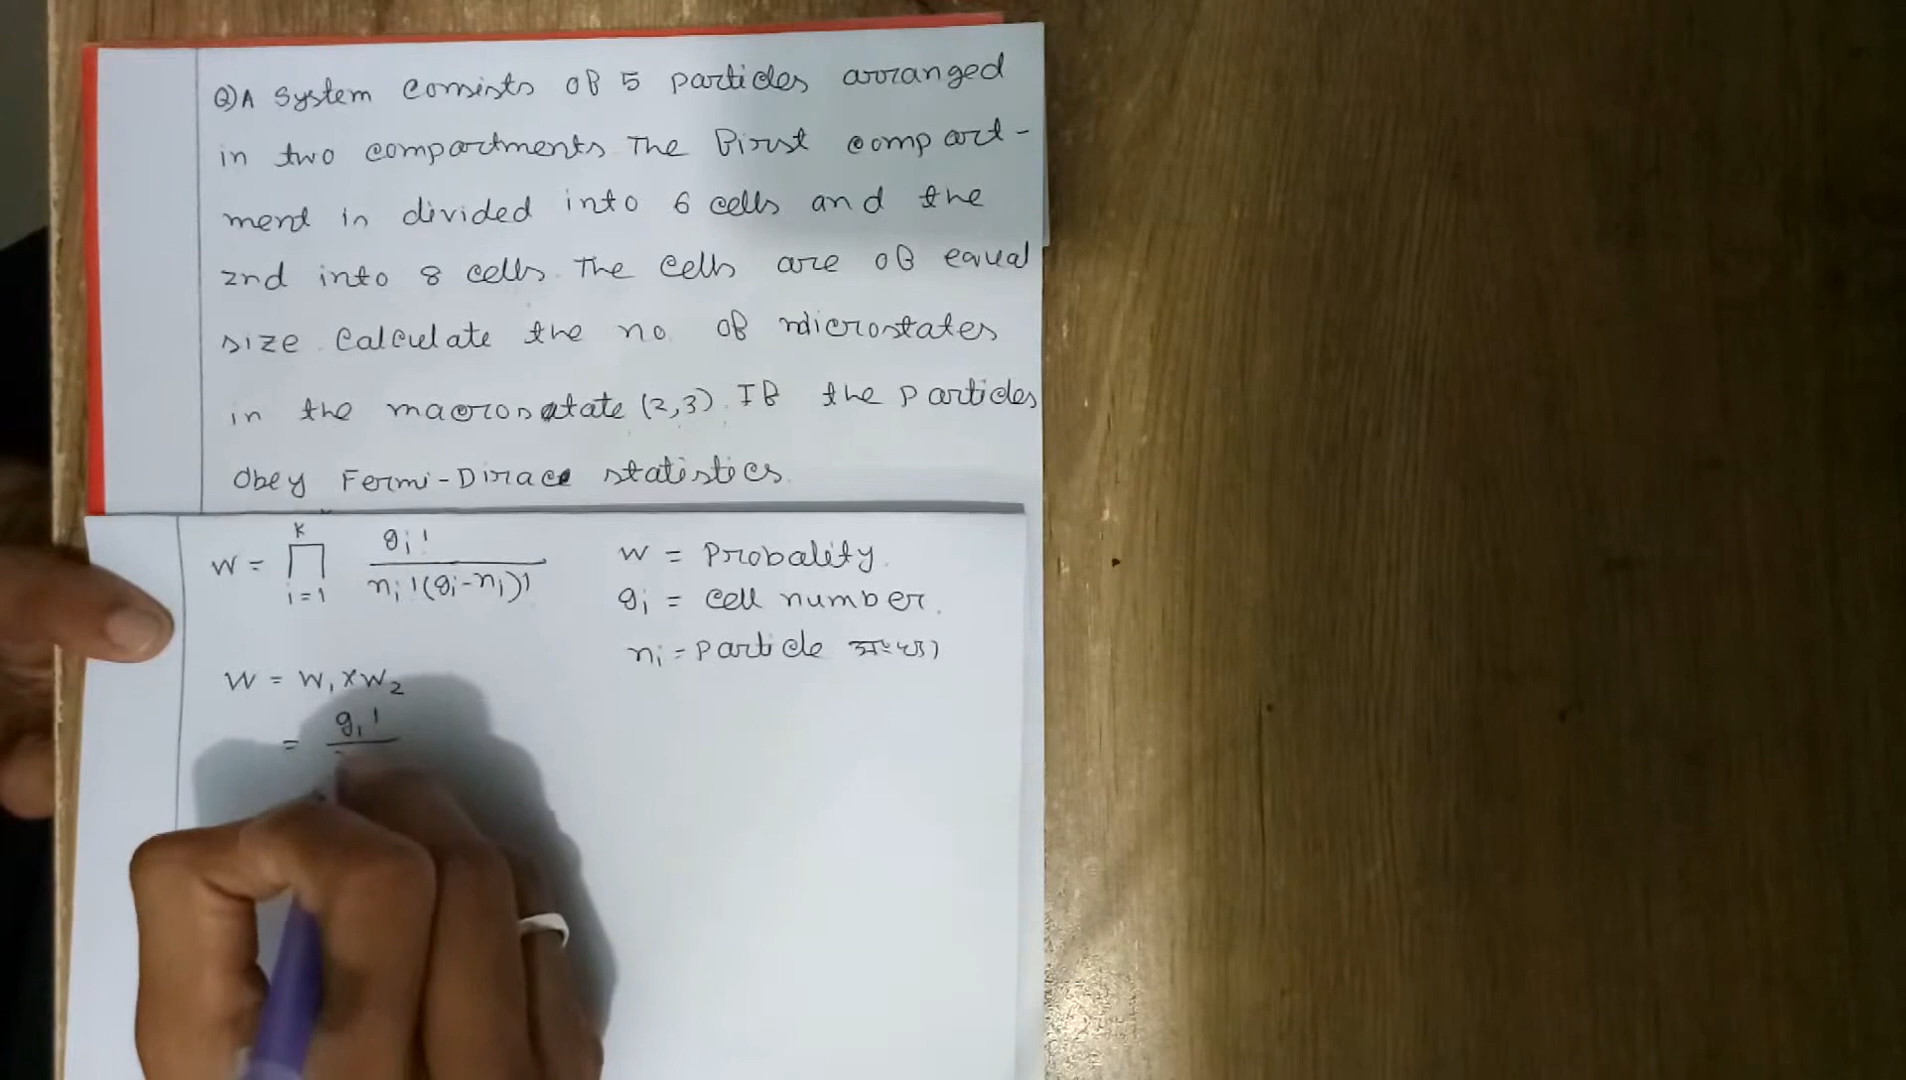 Q) A system consists of 5 particles arranged
in two compartments The first compart-
ment is divided into 6 cells and the
2nd into 8 cells. The cells are of equal
size. Calculate the no. of microstates
in the macrostate (2,3). If the particles
obey Fermi-Dirac statistics.
W = ∏ᵢ₌₁ᴷ gᵢ! / nᵢ!(gᵢ-nᵢ)!
W = Probality.
gᵢ = cell number.
nᵢ = particle সংখ্যা
W = W₁ × W₂
= g₁! /